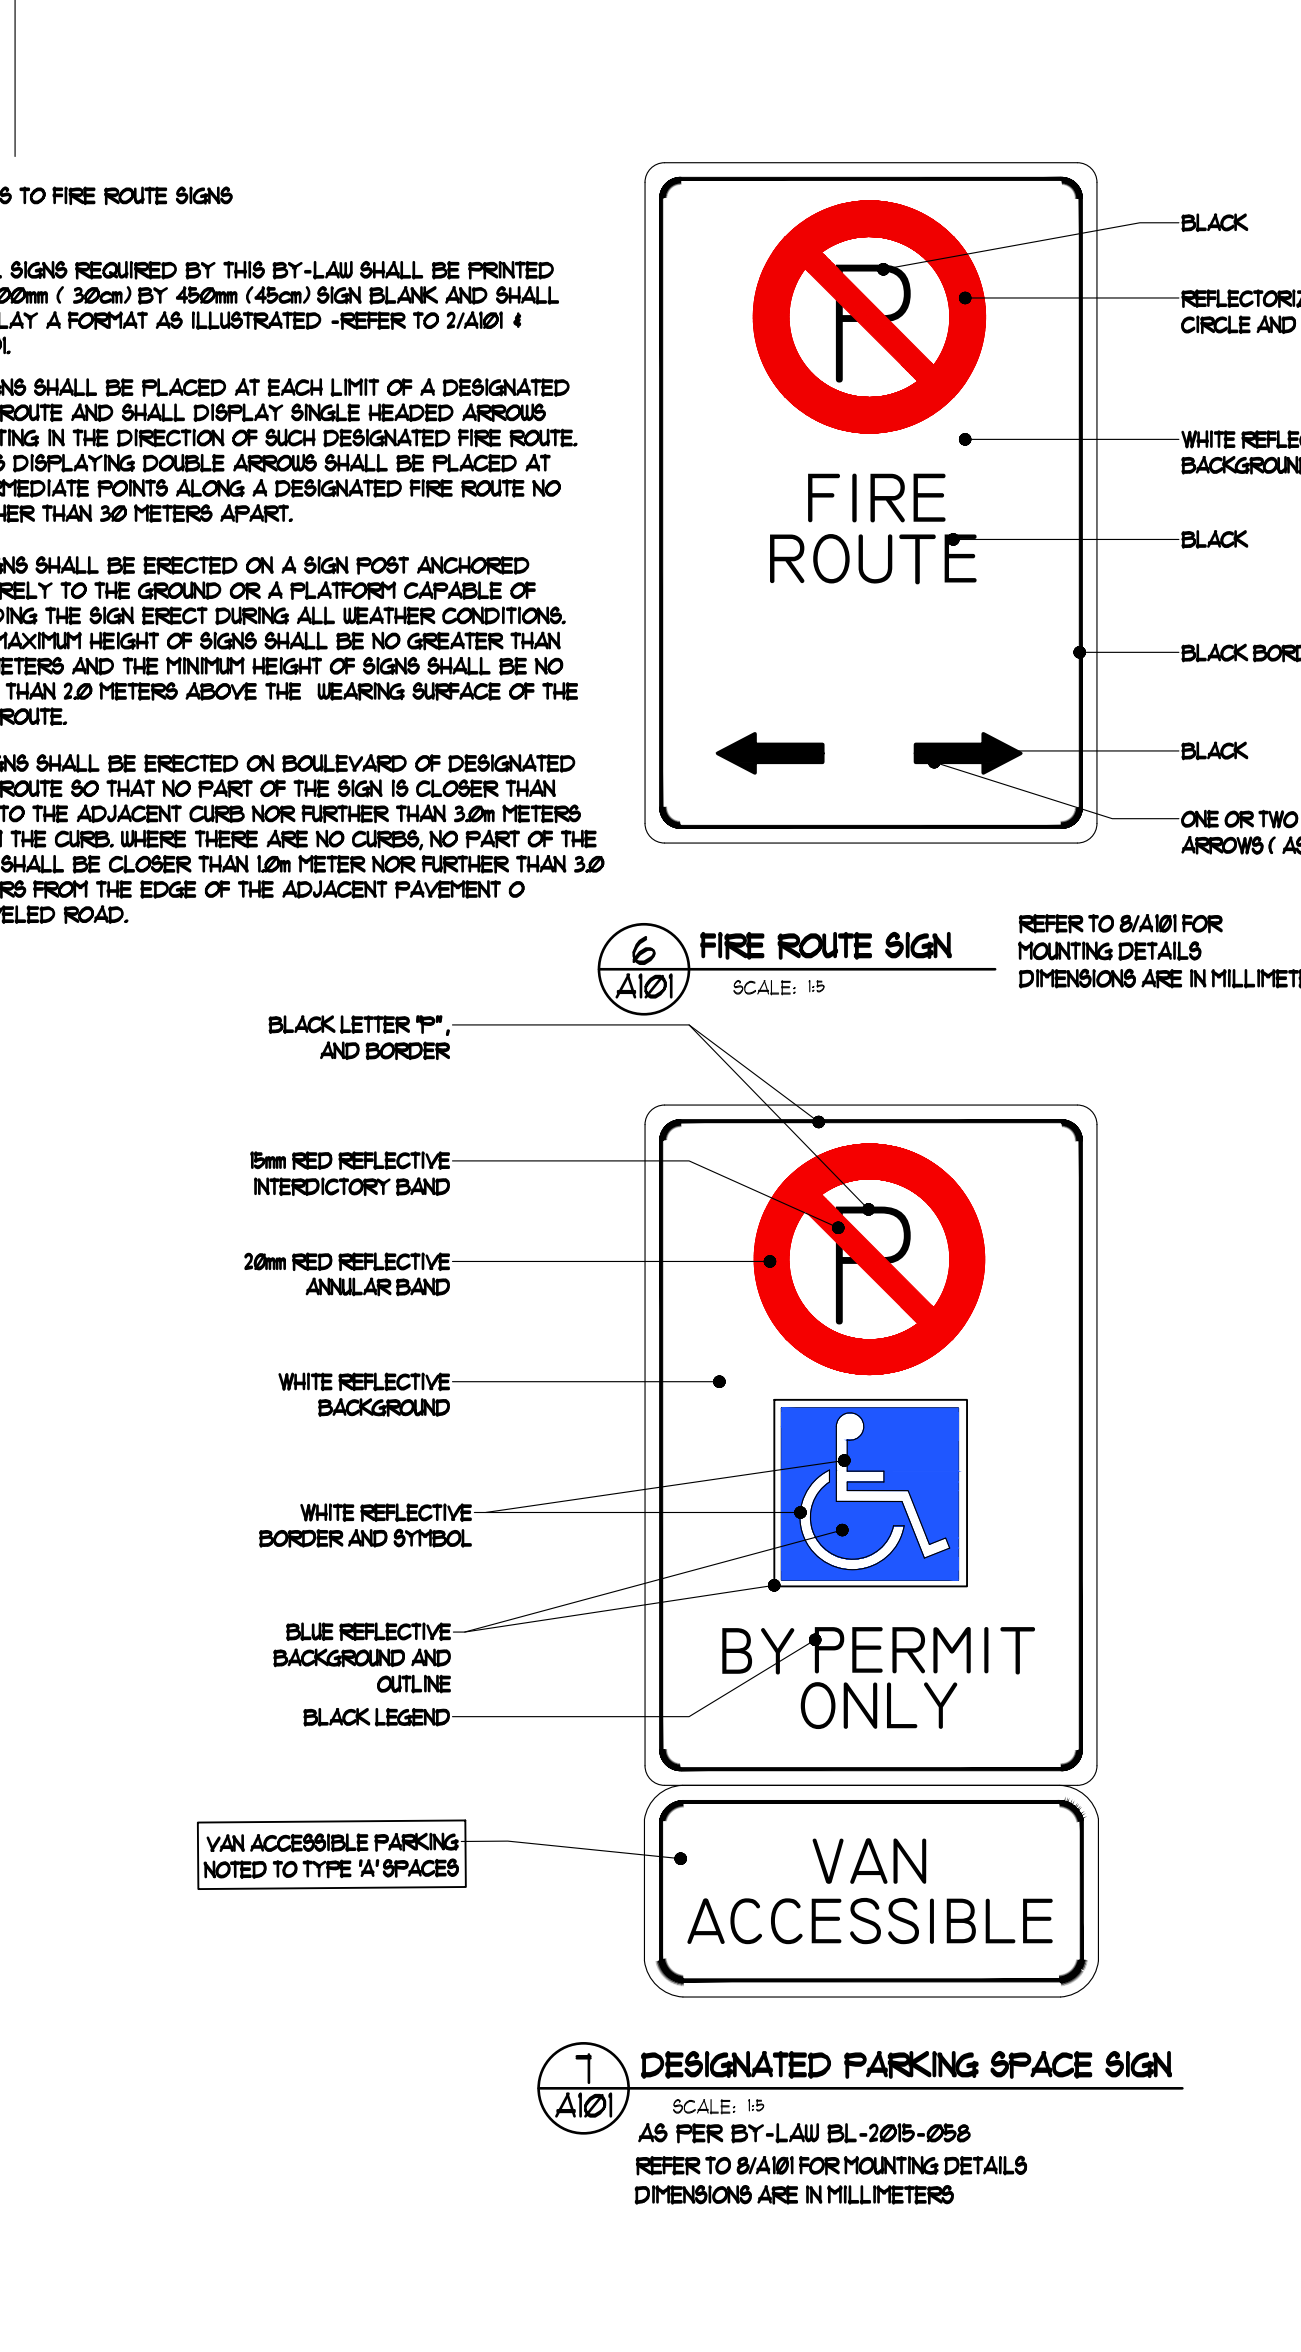 S TO FIRE ROUTE SIGNS
SIGNS REQUIRED BY THIS BY-LAW SHALL BE PRINTED
00mm ( 30cm) BY 450mm (45cm) SIGN BLANK AND SHALL
LAY A FORMAT AS ILLUSTRATED -REFER TO 2/A101 &
1.
NS SHALL BE PLACED AT EACH LIMIT OF A DESIGNATED
ROUTE AND SHALL DISPLAY SINGLE HEADED ARROWS
TING IN THE DIRECTION OF SUCH DESIGNATED FIRE ROUTE.
S DISPLAYING DOUBLE ARROWS SHALL BE PLACED AT
RMEDIATE POINTS ALONG A DESIGNATED FIRE ROUTE NO
HER THAN 30 METERS APART.
NS SHALL BE ERECTED ON A SIGN POST ANCHORED
RELY TO THE GROUND OR A PLATFORM CAPABLE OF
DING THE SIGN ERECT DURING ALL WEATHER CONDITIONS.
MAXIMUM HEIGHT OF SIGNS SHALL BE NO GREATER THAN
ETERS AND THE MINIMUM HEIGHT OF SIGNS SHALL BE NO
THAN 2.0 METERS ABOVE THE WEARING SURFACE OF THE
ROUTE.
NS SHALL BE ERECTED ON BOULEVARD OF DESIGNATED
ROUTE SO THAT NO PART OF THE SIGN IS CLOSER THAN
TO THE ADJACENT CURB NOR FURTHER THAN 3.0m METERS
THE CURB. WHERE THERE ARE NO CURBS, NO PART OF THE
SHALL BE CLOSER THAN 1.0m METER NOR FURTHER THAN 3.0
RS FROM THE EDGE OF THE ADJACENT PAVEMENT O
ELED ROAD.
P
FIRE
ROUTE
BLACK
REFLECTORIZ
CIRCLE AND
WHITE REFLEC
BACKGROUN
BLACK
BLACK BORD
BLACK
ONE OR TWO
ARROWS ( AS
6
A101
FIRE ROUTE SIGN
SCALE: 1:5
REFER TO 8/A101 FOR
MOUNTING DETAILS
DIMENSIONS ARE IN MILLIMET
BLACK LETTER "P",
AND BORDER
15mm RED REFLECTIVE
INTERDICTORY BAND
20mm RED REFLECTIVE
ANNULAR BAND
WHITE REFLECTIVE
BACKGROUND
WHITE REFLECTIVE
BORDER AND SYMBOL
BLUE REFLECTIVE
BACKGROUND AND
OUTLINE
BLACK LEGEND
VAN ACCESSIBLE PARKING
NOTED TO TYPE 'A' SPACES
P
BY PERMIT
ONLY
VAN
ACCESSIBLE
7
A101
DESIGNATED PARKING SPACE SIGN
SCALE: 1:5
AS PER BY-LAW BL-2015-058
REFER TO 8/A101 FOR MOUNTING DETAILS
DIMENSIONS ARE IN MILLIMETERS